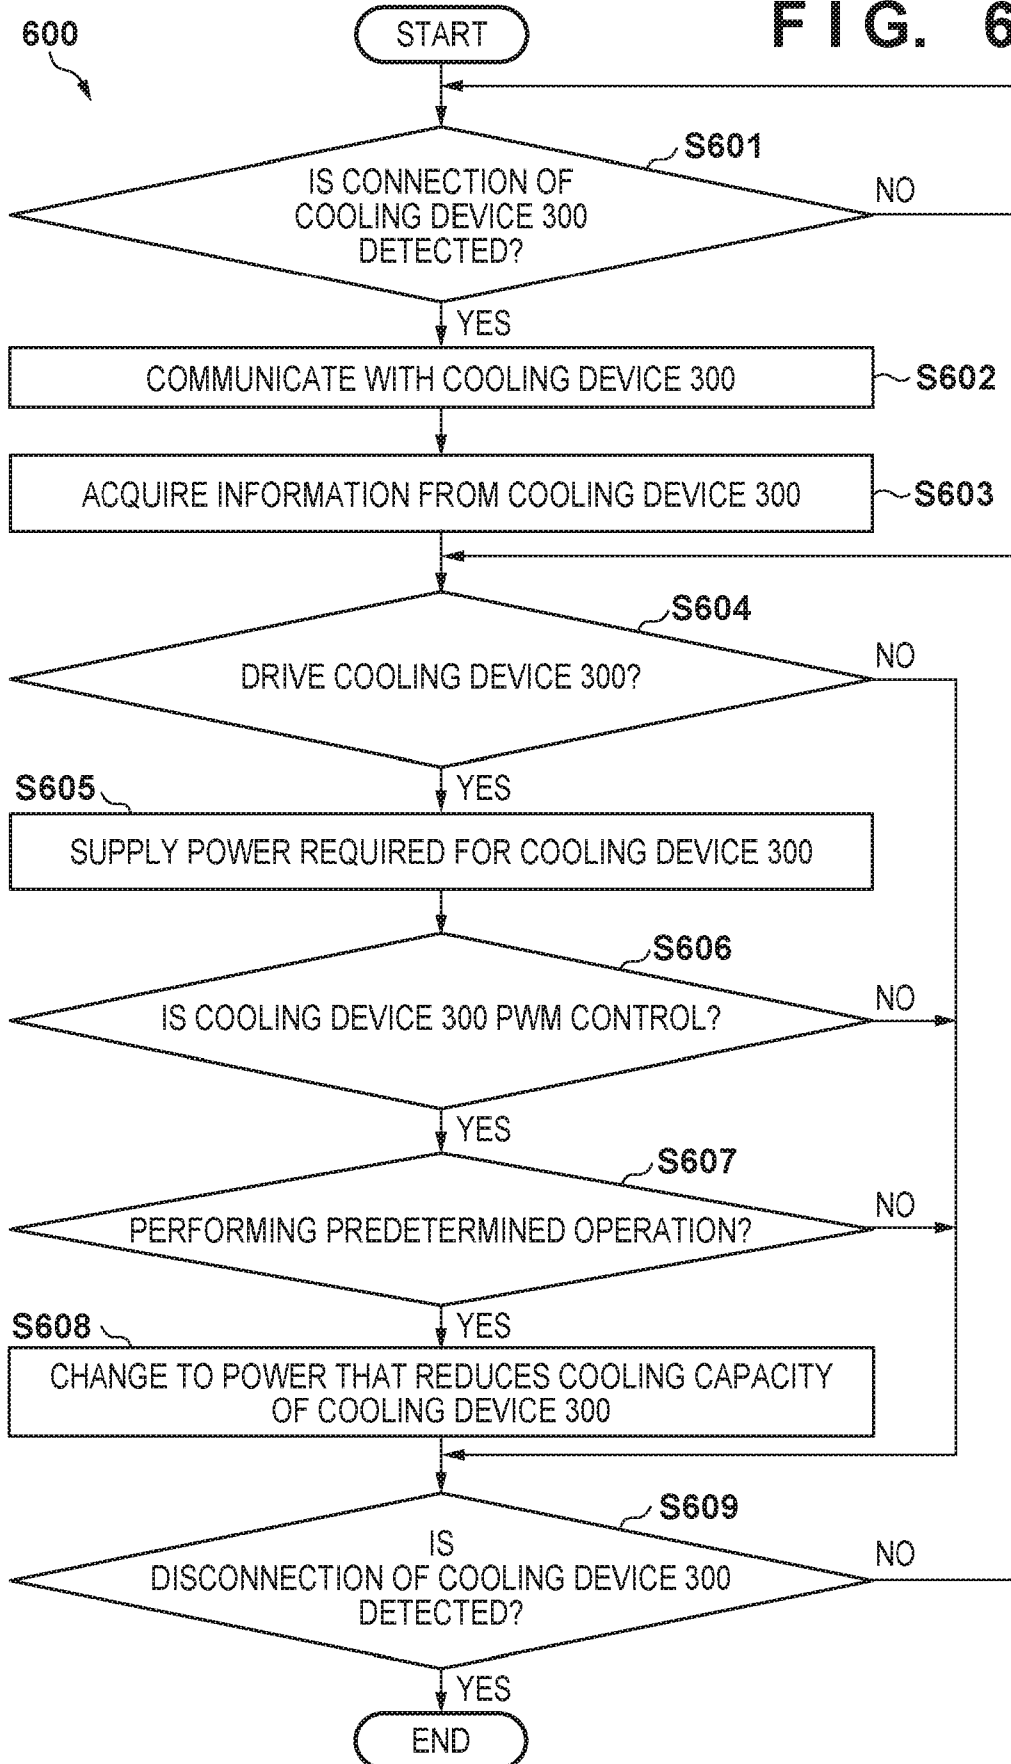 FIG. 6
600
START
S601
IS CONNECTION OF
COOLING DEVICE 300
DETECTED?
NO
YES
COMMUNICATE WITH COOLING DEVICE 300
S602
ACQUIRE INFORMATION FROM COOLING DEVICE 300
S603
S604
DRIVE COOLING DEVICE 300?
NO
YES
S605
SUPPLY POWER REQUIRED FOR COOLING DEVICE 300
S606
IS COOLING DEVICE 300 PWM CONTROL?
NO
YES
S607
PERFORMING PREDETERMINED OPERATION?
NO
YES
S608
CHANGE TO POWER THAT REDUCES COOLING CAPACITY
OF COOLING DEVICE 300
S609
IS
DISCONNECTION OF COOLING DEVICE 300
DETECTED?
NO
YES
END